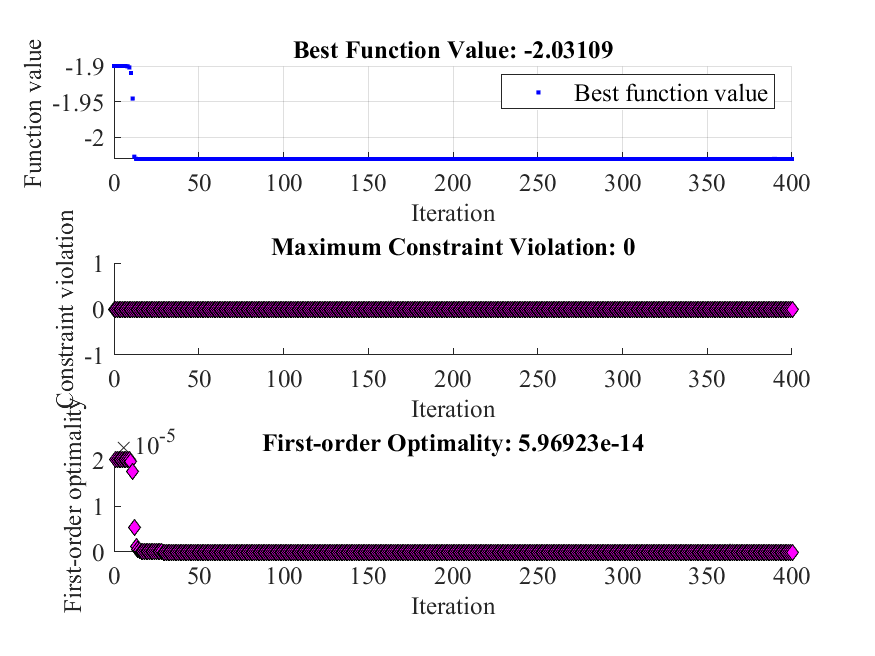 Best Function Value: -2.03109
Function value
-1.9
-1.95
-2
Best function value
0 50 100 150 200 250 300 350 400
Iteration
Maximum Constraint Violation: 0
Constraint violation
1
0
-1
0 50 100 150 200 250 300 350 400
Iteration
First-order Optimality: 5.96923e-14
First-order optimality
×10-5
2
1
0
0 50 100 150 200 250 300 350 400
Iteration